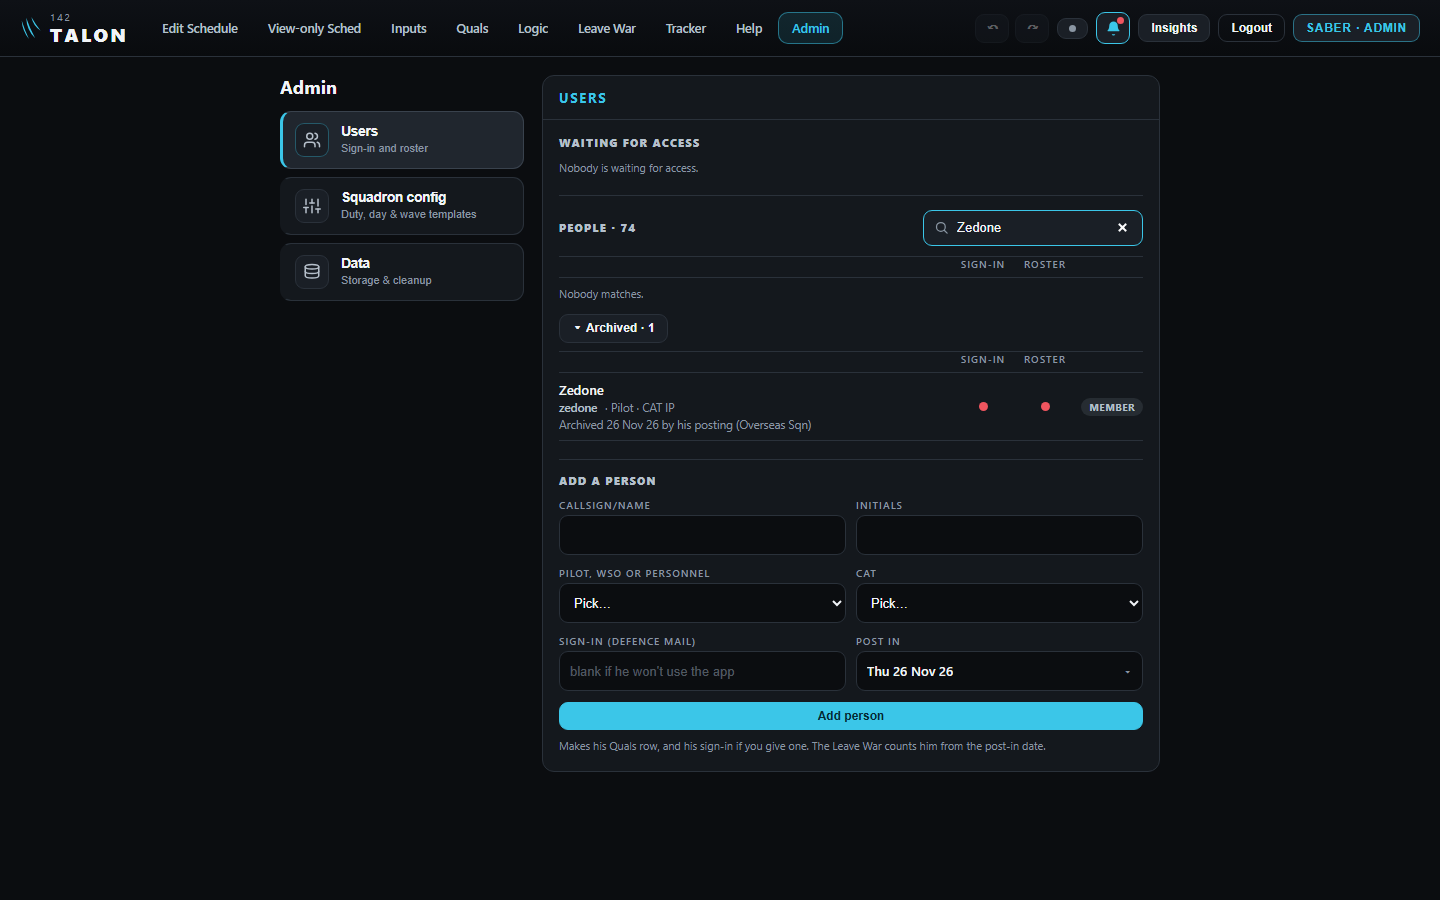 142
TALON
Edit Schedule
View-only Sched
Inputs
Quals
Logic
Leave War
Tracker
Help
Admin
Insights
Logout
SABER · ADMIN
Admin
Users
Sign-in and roster
Squadron config
Duty, day & wave templates
Data
Storage & cleanup
USERS
WAITING FOR ACCESS
Nobody is waiting for access.
PEOPLE · 74
Zedone
SIGN-IN ROSTER
Nobody matches.
Archived · 1
SIGN-IN ROSTER
Zedone
zedone · Pilot · CAT IP
MEMBER
Archived 26 Nov 26 by his posting (Overseas Sqn)
ADD A PERSON
CALLSIGN/NAME
INITIALS
PILOT, WSO OR PERSONNEL
CAT
Pick...
Pick...
SIGN-IN (DEFENCE MAIL)
POST IN
blank if he won't use the app
Thu 26 Nov 26
Add person
Makes his Quals row, and his sign-in if you give one. The Leave War counts him from the post-in date.